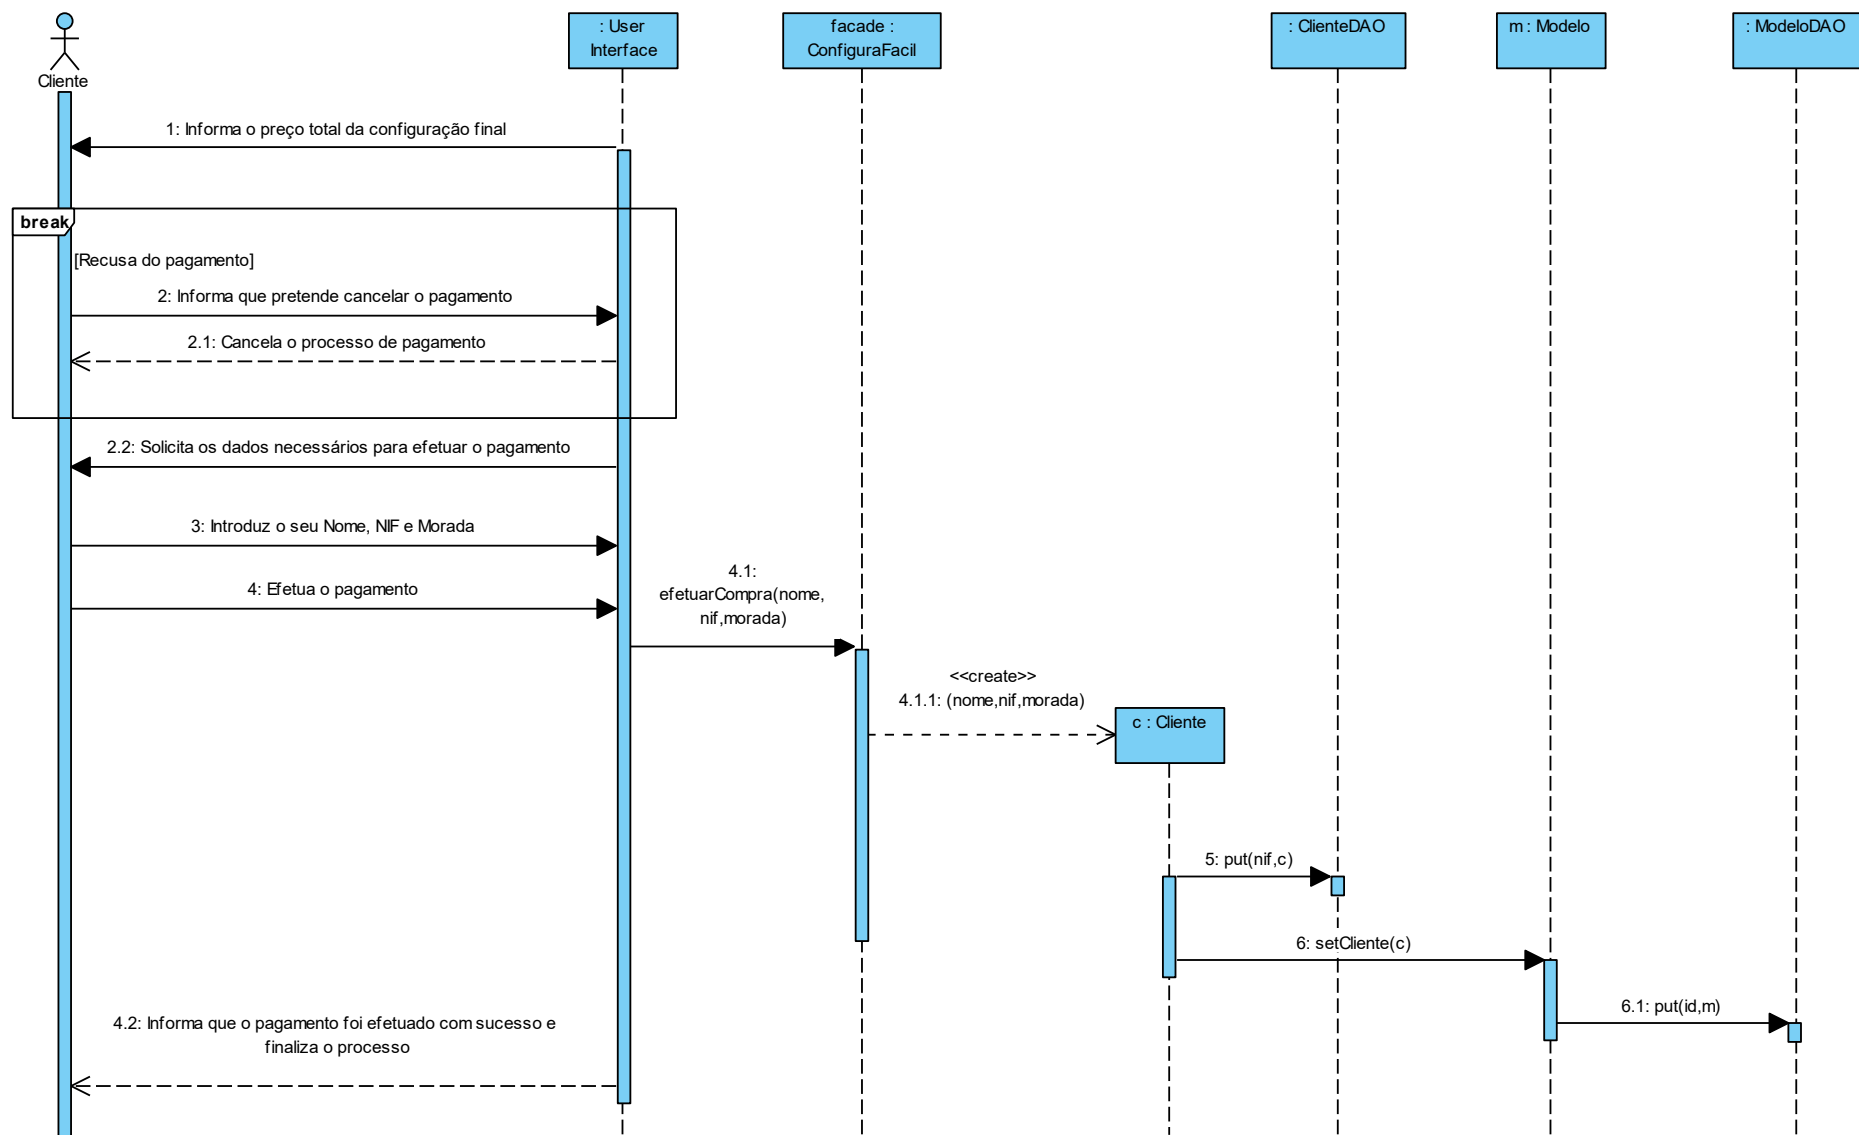 : User
Interface
facade :
ConfiguraFacil
: ClienteDAO
m : Modelo
: ModeloDAO
Cliente
1: Informa o preço total da configuração final
break
[Recusa do pagamento]
2: Informa que pretende cancelar o pagamento
2.1: Cancela o processo de pagamento
2.2: Solicita os dados necessários para efetuar o pagamento
3: Introduz o seu Nome, NIF e Morada
4: Efetua o pagamento
4.1:
efetuarCompra(nome,
nif,morada)
<<create>>
4.1.1: (nome,nif,morada)
c : Cliente
5: put(nif,c)
6: setCliente(c)
6.1: put(id,m)
4.2: Informa que o pagamento foi efetuado com sucesso e
finaliza o processo